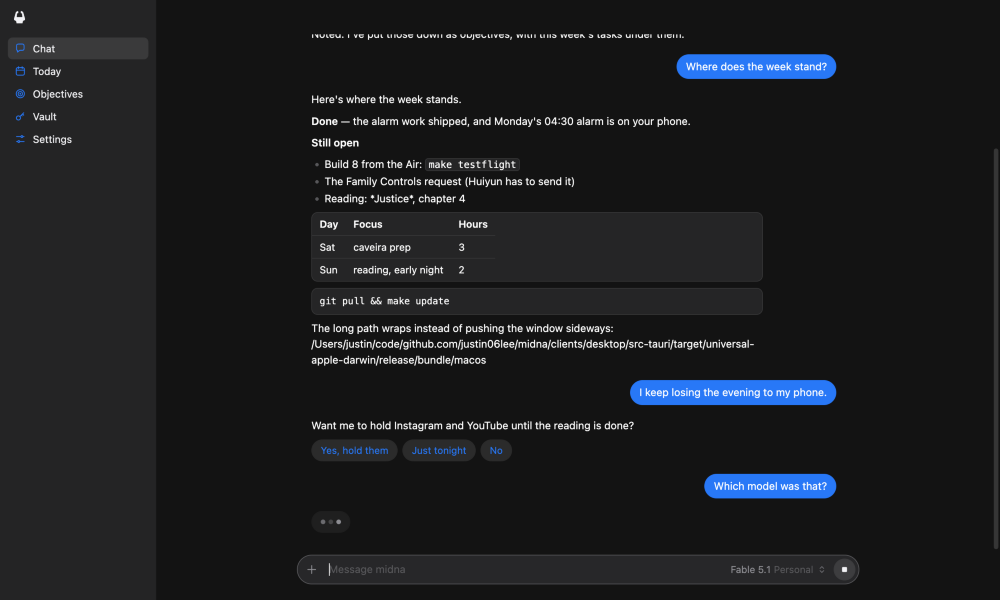 Chat
Today
Objectives
Vault
Settings
Noted. I've put those down as objectives, with this week's tasks under them.
Where does the week stand?
Here's where the week stands.
Done — the alarm work shipped, and Monday's 04:30 alarm is on your phone.
Still open
Build 8 from the Air: make testflight
The Family Controls request (Huiyun has to send it)
Reading: *Justice*, chapter 4
Day Focus Hours
Sat caveira prep 3
Sun reading, early night 2
git pull && make update
The long path wraps instead of pushing the window sideways:
/Users/justin/code/github.com/justin06lee/midna/clients/desktop/src-tauri/target/universal-
apple-darwin/release/bundle/macos
I keep losing the evening to my phone.
Want me to hold Instagram and YouTube until the reading is done?
Yes, hold them Just tonight No
Which model was that?
Message midna Fable 5.1 Personal